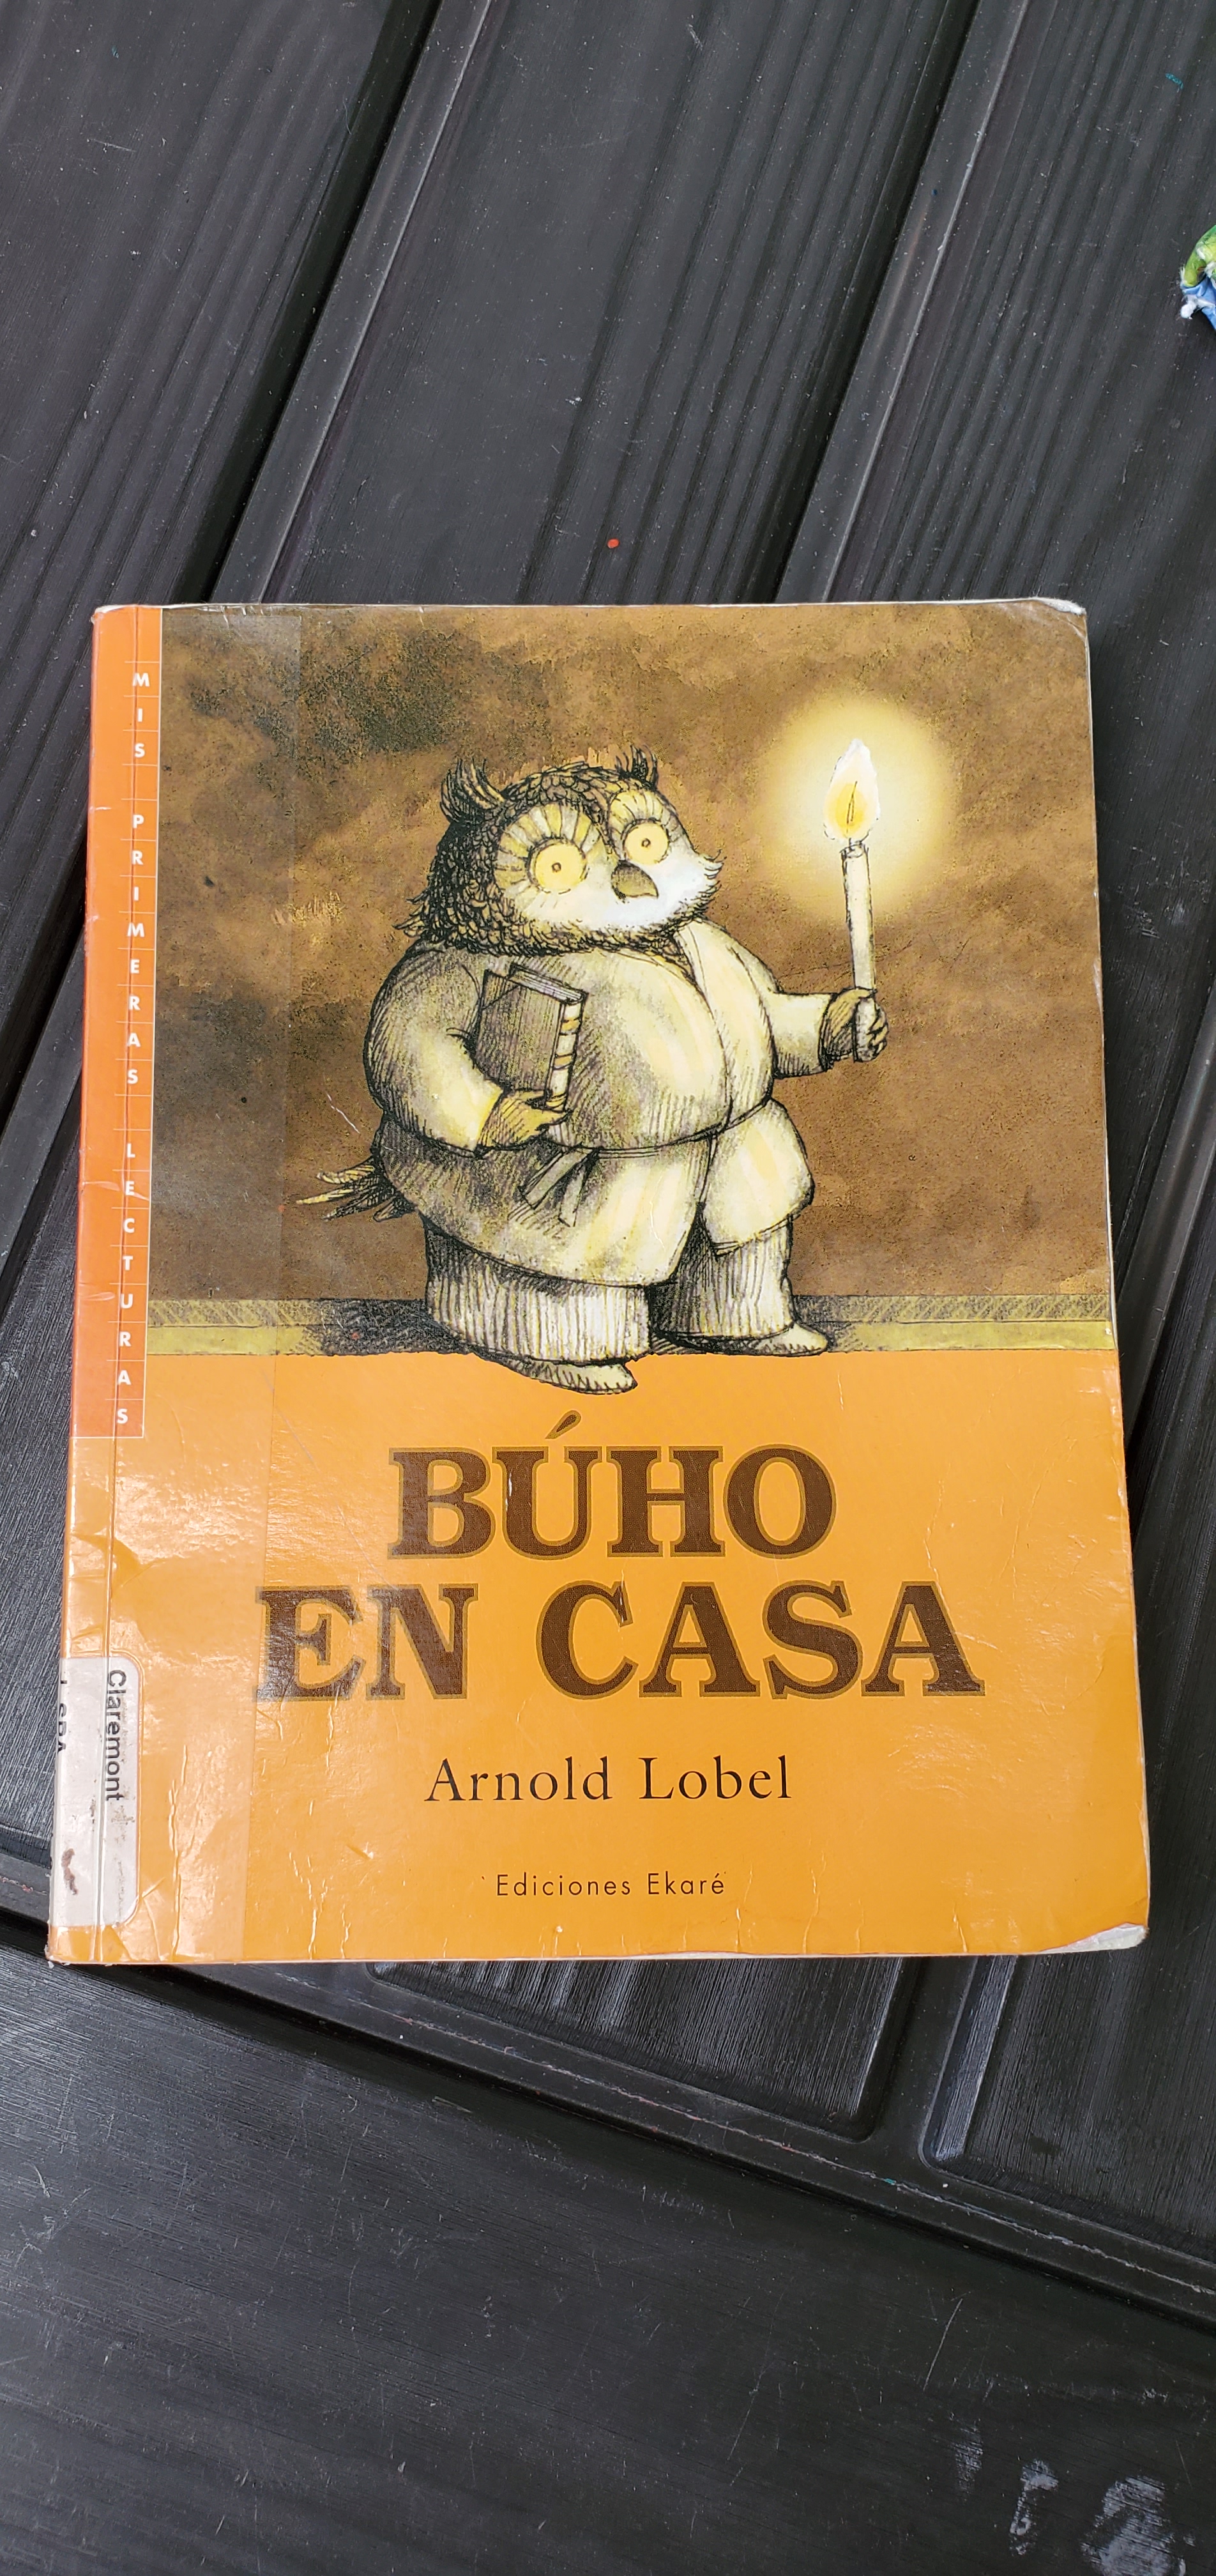 MIS PRIMERAS LECTURAS
BÚHO
EN CASA
Arnold Lobel
Ediciones Ekaré
Claremont